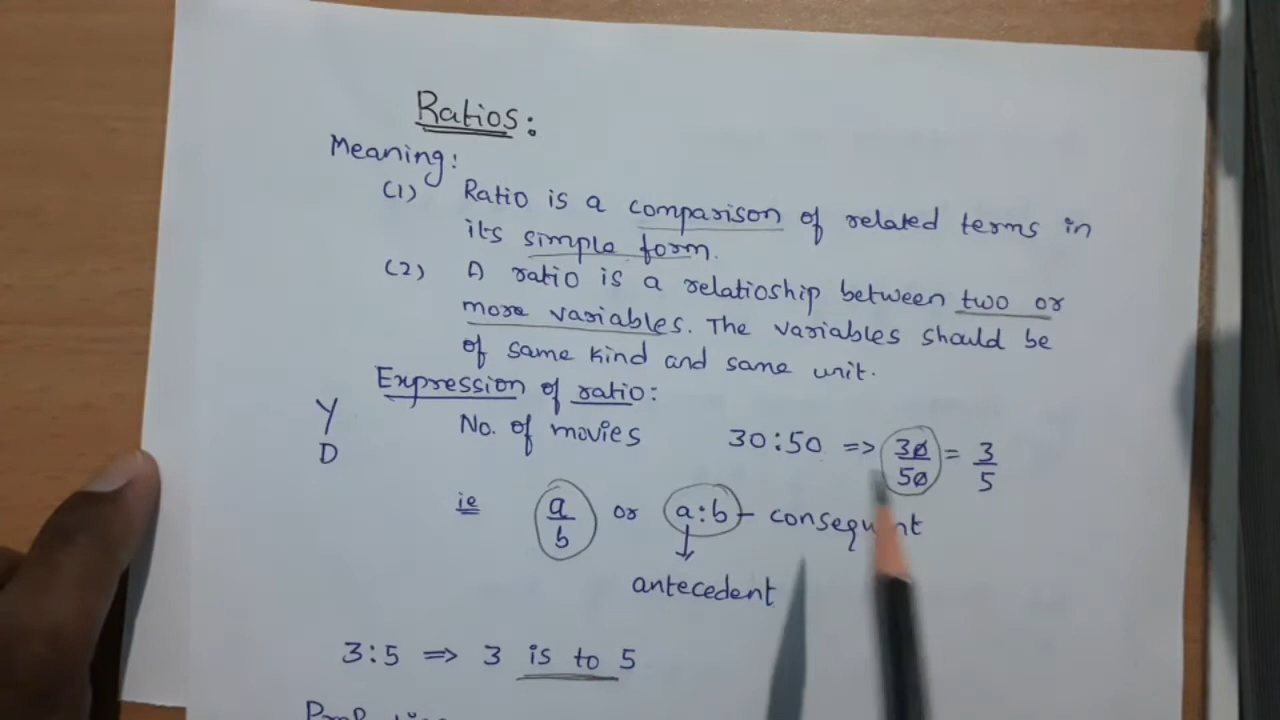 Ratios:
Meaning:
(1) Ratio is a comparison of related terms in
its simple form.
(2) A ratio is a relatioship between two or
more variables. The variables should be
of same kind and same unit.
Expression of ratio:
Y No. of movies 30:50 => 30/50 = 3/5
D
ie a/b or a:b - consequent
antecedent
3:5 => 3 is to 5